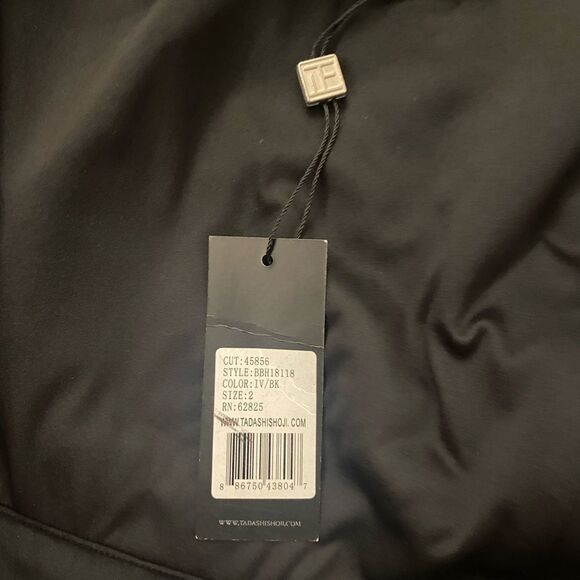 CUT:45856
STYLE:BBH18118
COLOR:IV/BK
SIZE:2
RN:62825
WWW.TADASHISHOJI.COM
8 86750 43804 7
WWW.TADASHISHOJI.COM